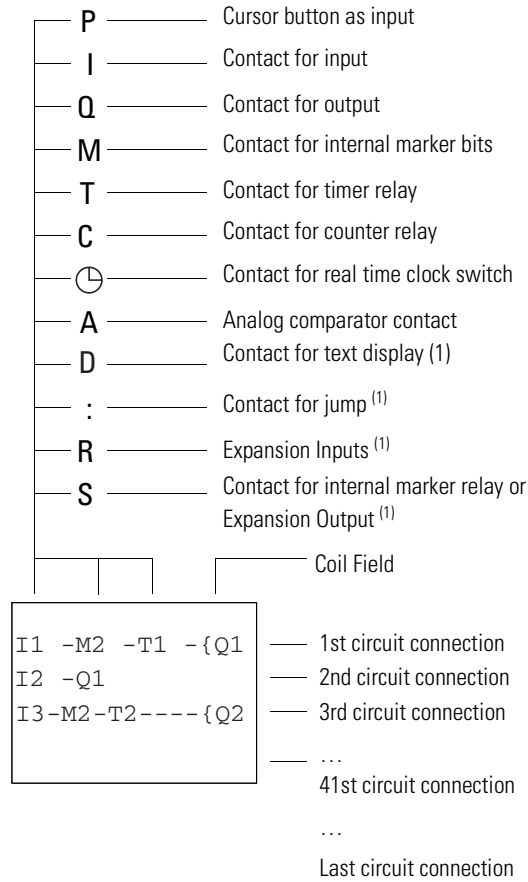 P Cursor button as input
I Contact for input
Q Contact for output
M Contact for internal marker bits
T Contact for timer relay
C Contact for counter relay
Contact for real time clock switch
A Analog comparator contact
D Contact for text display (1)
: Contact for jump (1)
R Expansion Inputs (1)
S Contact for internal marker relay or
Expansion Output (1)
Coil Field
I1 -M2 -T1 -{Q1 1st circuit connection
I2 -Q1 2nd circuit connection
I3-M2-T2----{Q2 3rd circuit connection
...
41st circuit connection
...
Last circuit connection